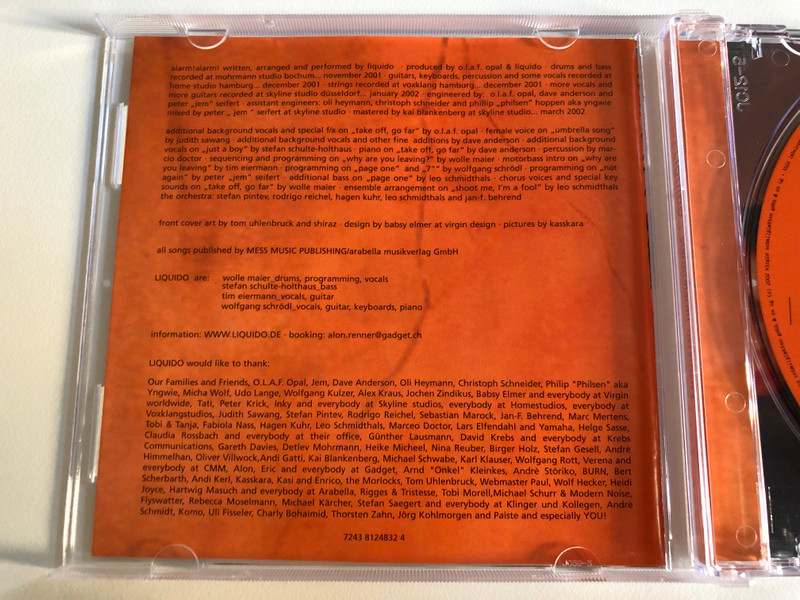 alarm!alarm! written, arranged and performed by liquido · produced by o.l.a.f. opal & liquido · drums and bass
recorded at mohrmann studio bochum... november 2001 · guitars, keyboards, percussion and some vocals recorded at
home studio hamburg... december 2001 · strings recorded at voxklang hamburg... december 2001 · more vocals and
more guitars recorded at skyline studio düsseldorf... january 2002 · engineered by: o.l.a.f. opal, dave anderson and
peter „jem" seifert · assistant engineers: oli heymann, christoph schneider and phillip „philsen" hoppen aka yngwie
mixed by peter „ jem " seifert at skyline studio · mastered by kai blankenberg at skyline studio... march 2002
additional background vocals and special f/x on „take off, go far" by o.l.a.f. opal · female voice on „umbrella song"
by judith sawang · additional background vocals and other fine additions by dave anderson · additional background
vocals on „just a boy" by stefan schulte-holthaus · piano on „take off, go far" by dave anderson · percussion by mar-
cio doctor · sequencing and programming on „why are you leaving?" by wolle maier · motorbass intro on „why are
you leaving" by tim eiermann · programming on „page one" and „7"" by wolfgang schrödl · programming on „not
again" by peter „jem" seifert · additional bass on „page one" by leo schmidthals · chorus voices and special key
sounds on „take off, go far" by wolle maier · ensemble arrangement on „shoot me, i'm a fool" by leo schmidthals
the orchestra: stefan pintev, rodrigo reichel, hagen kuhr, leo schmidthals and jan-f. behrend
front cover art by tom uhlenbruck and shiraz · design by babsy elmer at virgin design · pictures by kasskara
all songs published by MESS MUSIC PUBLISHING/arabella musikverlag GmbH
LIQUIDO are: wolle maier_drums, programming, vocals
stefan schulte-holthaus_bass
tim eiermann_vocals, guitar
wolfgang schrödl_vocals, guitar, keyboards, piano
information: WWW.LIQUIDO.DE · booking: alon.renner@gadget.ch
LIQUIDO would like to thank:
Our Families and Friends, O.L.A.F. Opal, Jem, Dave Anderson, Oli Heymann, Christoph Schneider, Philip "Philsen" aka
Yngwie, Micha Wolf, Udo Lange, Wolfgang Kulzer, Alex Kraus, Jochen Zindikus, Babsy Elmer and everybody at Virgin
worldwide, Tati, Peter Krick, Inky and everybody at Skyline studios, everybody at Homestudios, everybody at
Voxklangstudios, Judith Sawang, Stefan Pintev, Rodrigo Reichel, Sebastian Marock, Jan-F. Behrend, Marc Mertens,
Tobi & Tanja, Fabiola Nass, Hagen Kuhr, Leo Schmidthals, Marceo Doctor, Lars Elfendahl and Yamaha, Helge Sasse,
Claudia Rossbach and everybody at their office, Günther Lausmann, David Krebs and everybody at Krebs
Communications, Gareth Davies, Detlev Mohrmann, Heike Micheel, Nina Reuber, Birger Holz, Stefan Gesell, Andrè
Himmelhan, Oliver Villwock,Andi Gatti, Kai Blankenberg, Michael Schwabe, Karl Klauser, Wolfgang Rott, Verena and
everybody at CMM, Alon, Eric and everybody at Gadget, Arnd "Onkel" Kleinkes, Andrè Störiko, BURN, Bert
Scherbarth, Andi Kerl, Kasskara, Kasi and Enrico, the Morlocks, Tom Uhlenbruck, Webmaster Paul, Wolf Hecker, Heidi
Joyce, Hartwig Masuch and everybody at Arabella, Rigges & Tristesse, Tobi Morell,Michael Schurr & Modern Noise,
Flyswatter, Rebecca Moselmann, Michael Kärcher, Stefan Saegert and everybody at Klinger und Kollegen, Andrè
Schmidt, Komo, Uli Fisseler, Charly Bohaimid, Thorsten Zahn, Jörg Kohlmorgen and Paiste and especially YOU!
7243 8124832 4